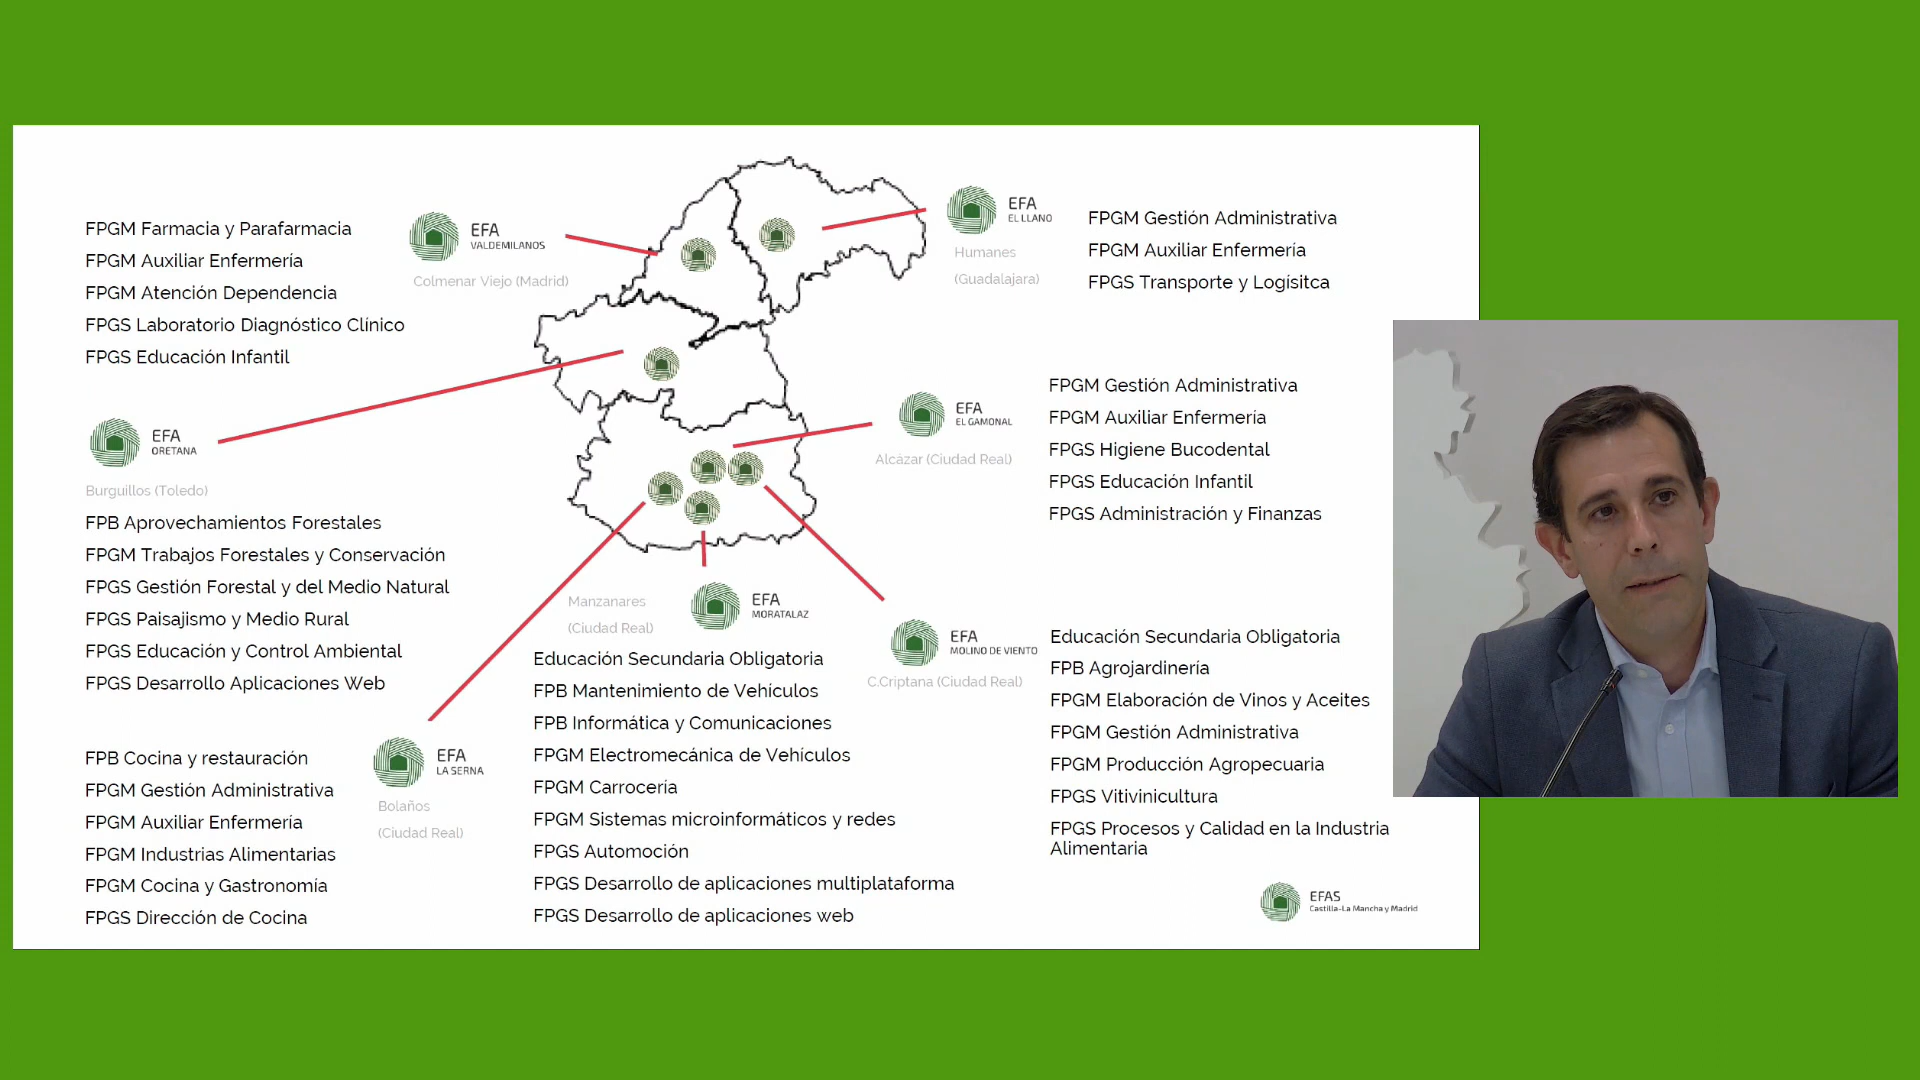 FPGM Farmacia y Parafarmacia
FPGM Auxiliar Enfermería
FPGM Atención Dependencia
FPGS Laboratorio Diagnóstico Clínico
FPGS Educación Infantil
EFA
VALDEMILANOS
Colmenar Viejo (Madrid)
EFA
EL LLANO
Humanes
(Guadalajara)
FPGM Gestión Administrativa
FPGM Auxiliar Enfermería
FPGS Transporte y Logísitca
EFA
ORETANA
Burguillos (Toledo)
FPB Aprovechamientos Forestales
FPGM Trabajos Forestales y Conservación
FPGS Gestión Forestal y del Medio Natural
FPGS Paisajismo y Medio Rural
FPGS Educación y Control Ambiental
FPGS Desarrollo Aplicaciones Web
EFA
EL GAMONAL
Alcázar (Ciudad Real)
FPGM Gestión Administrativa
FPGM Auxiliar Enfermería
FPGS Higiene Bucodental
FPGS Educación Infantil
FPGS Administración y Finanzas
FPB Cocina y restauración
FPGM Gestión Administrativa
FPGM Auxiliar Enfermería
FPGM Industrias Alimentarias
FPGM Cocina y Gastronomía
FPGS Dirección de Cocina
EFA
LA SERNA
Bolaños
(Ciudad Real)
Manzanares
(Ciudad Real)
EFA
MORATALAZ
Educación Secundaria Obligatoria
FPB Mantenimiento de Vehículos
FPB Informática y Comunicaciones
FPGM Electromecánica de Vehículos
FPGM Carrocería
FPGM Sistemas microinformáticos y redes
FPGS Automoción
FPGS Desarrollo de aplicaciones multiplataforma
FPGS Desarrollo de aplicaciones web
EFA
MOLINO DE VIENTO
C.Criptana (Ciudad Real)
Educación Secundaria Obligatoria
FPB Agrojardinería
FPGM Elaboración de Vinos y Aceites
FPGM Gestión Administrativa
FPGM Producción Agropecuaria
FPGS Vitivinicultura
FPGS Procesos y Calidad en la Industria
Alimentaria
EFAS
Castilla-La Mancha y Madrid